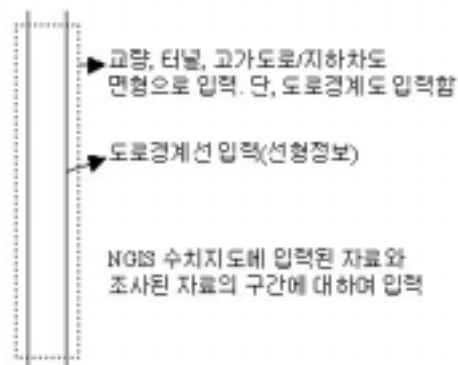 교량, 터널, 고가도로/지하차도
면형으로 입력. 단, 도로경계도 입력함
도로경계선 입력(선형정보)
NGIS 수치지도에 입력된 자료와
조사된 자료의 구간에 대하여 입력